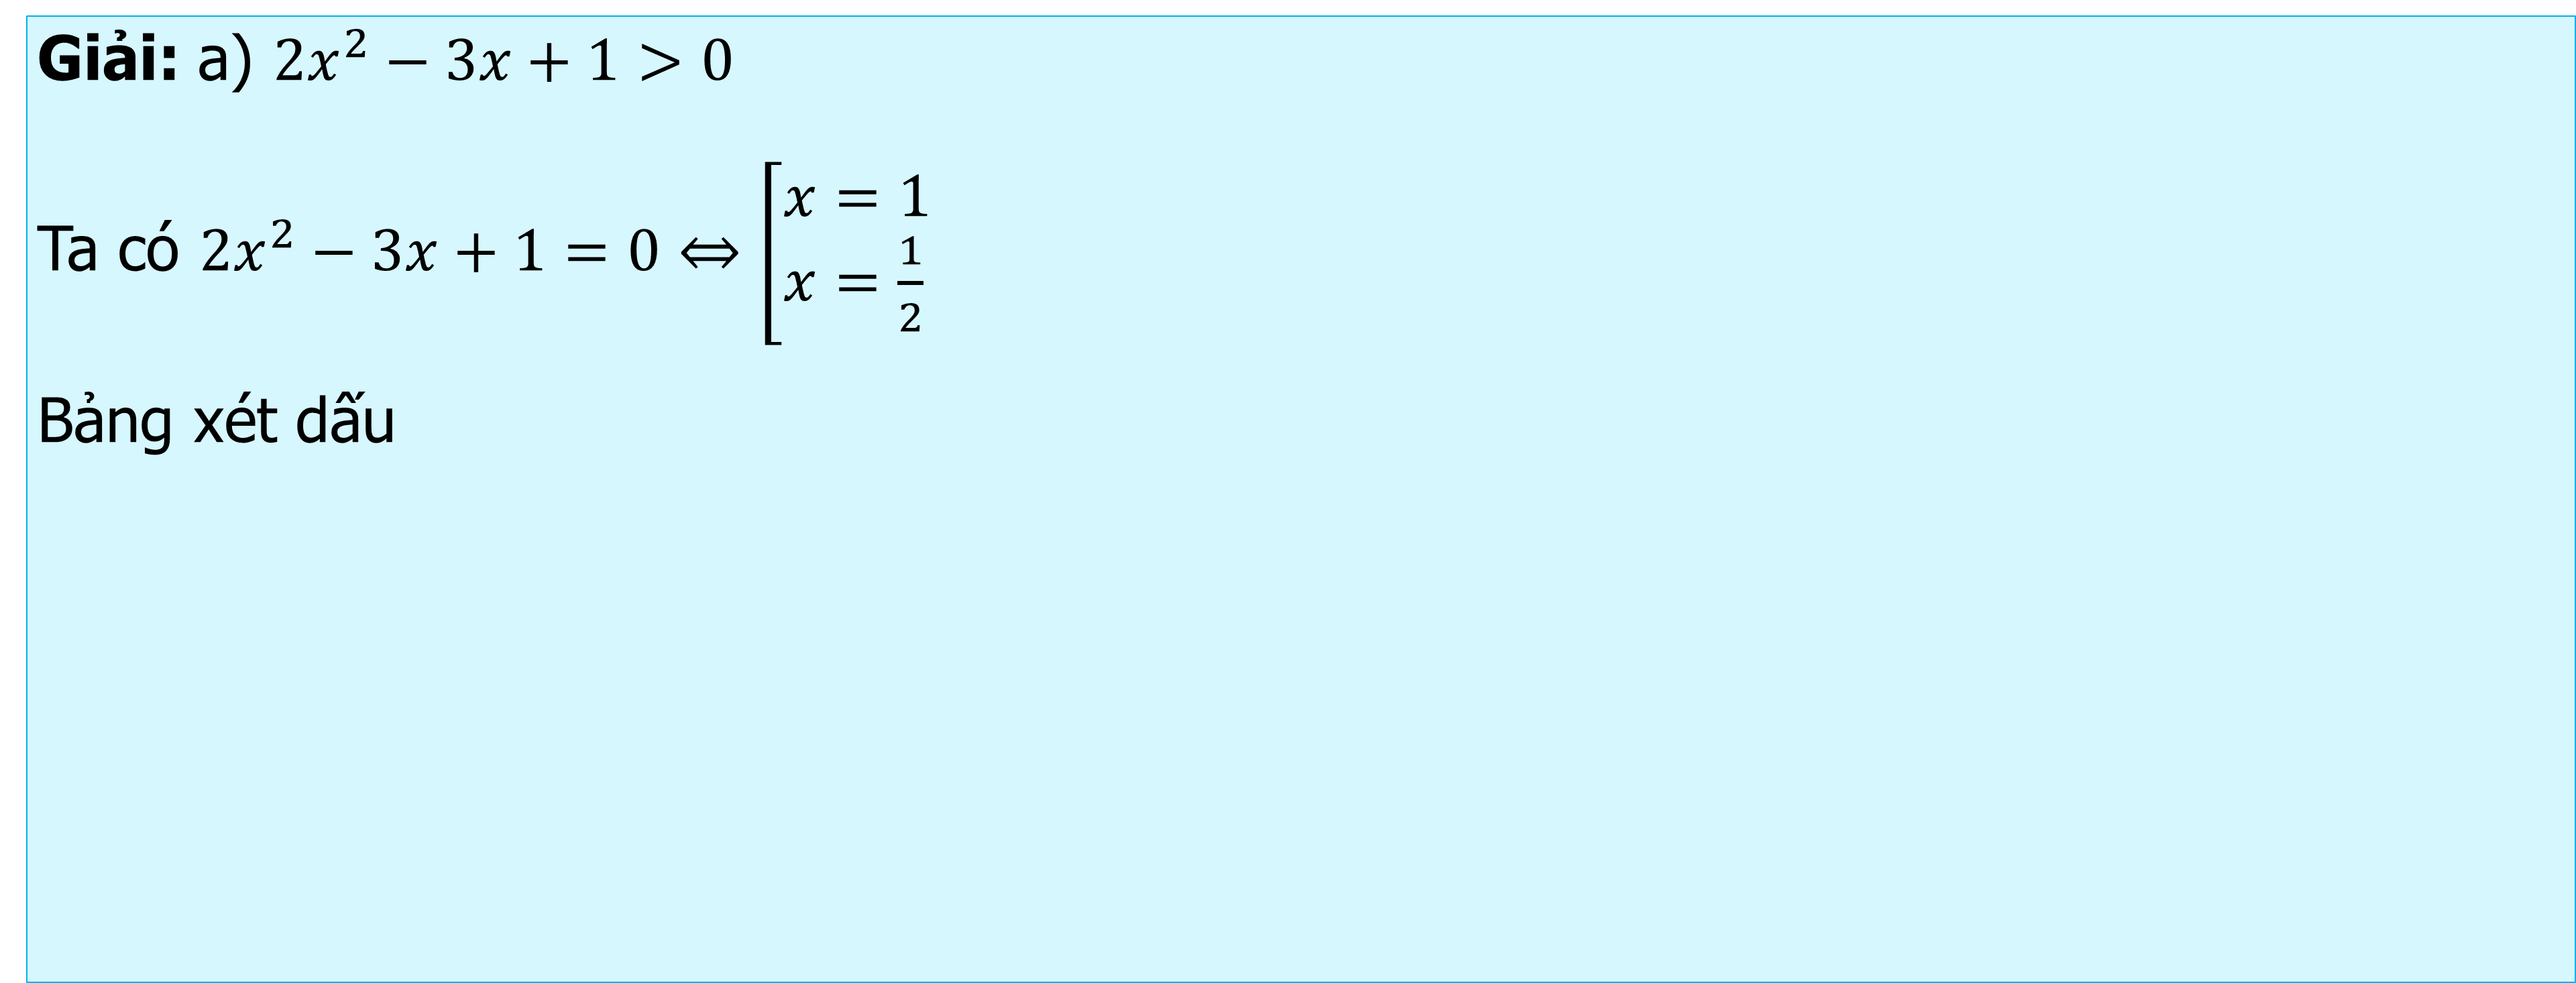 Giải: a) 2x² − 3x + 1 > 0
Ta có 2x² − 3x + 1 = 0 ⇔ [x = 1
x = 1/2
Bảng xét dấu